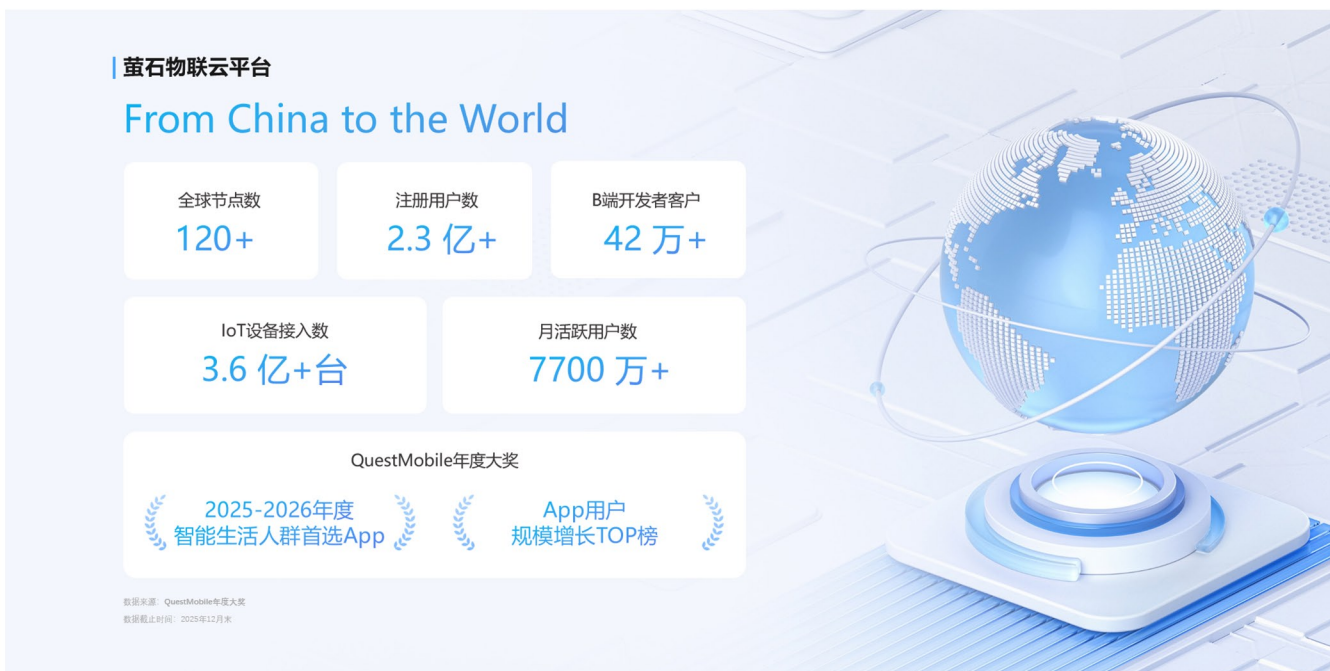 萤石物联云平台
From China to the World
全球节点数
120+
注册用户数
2.3 亿+
B端开发者客户
42 万+
IoT设备接入数
3.6 亿+台
月活跃用户数
7700 万+
QuestMobile年度大奖
2025-2026年度
智能生活人群首选App
App用户
规模增长TOP榜
数据来源：QuestMobile年度大奖
数据截止时间：2025年12月末